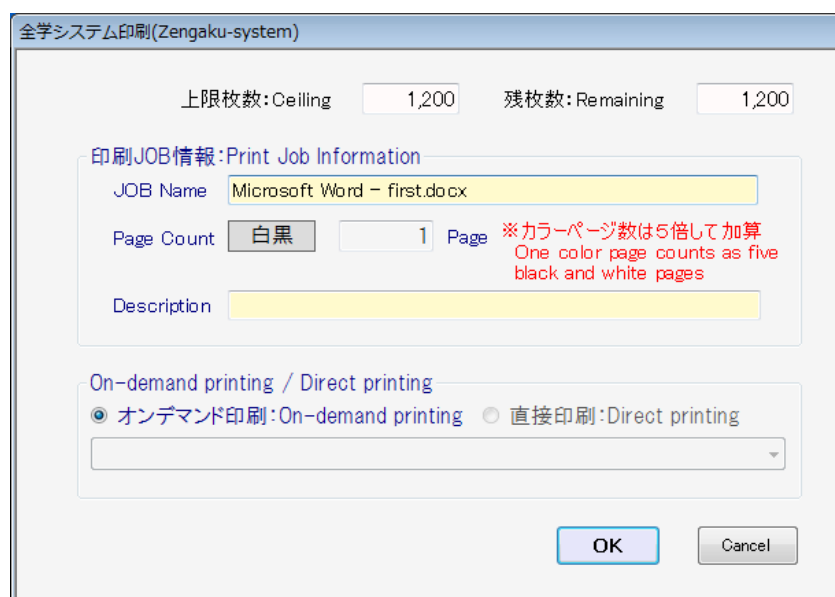 全学システム印刷(Zengaku-system)
上限枚数:Ceiling 1,200 残枚数:Remaining 1,200
印刷JOB情報:Print Job Information
JOB Name Microsoft Word - first.docx
Page Count 白黒 1 Page ※カラーページ数は5倍して加算
One color page counts as five
black and white pages
Description
On-demand printing / Direct printing
オンデマンド印刷:On-demand printing 直接印刷:Direct printing
OK Cancel